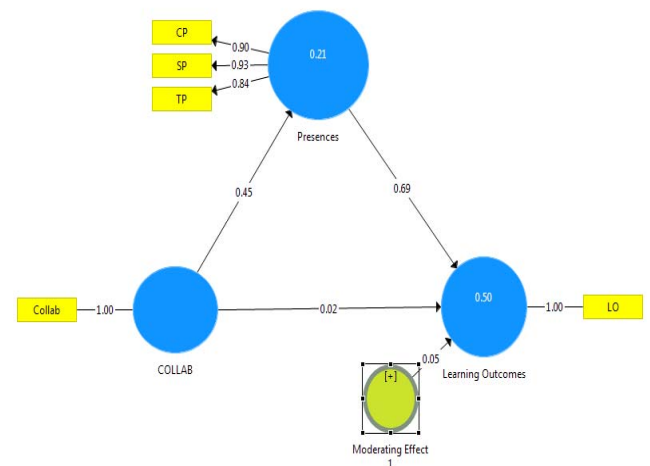 CP
0.90
SP
0.93
TP
0.84
0.21
Presences
0.45
0.69
Collab
1.00
COLLAB
0.02
0.50
1.00
LO
Learning Outcomes
0.05
[+]
Moderating Effect
1